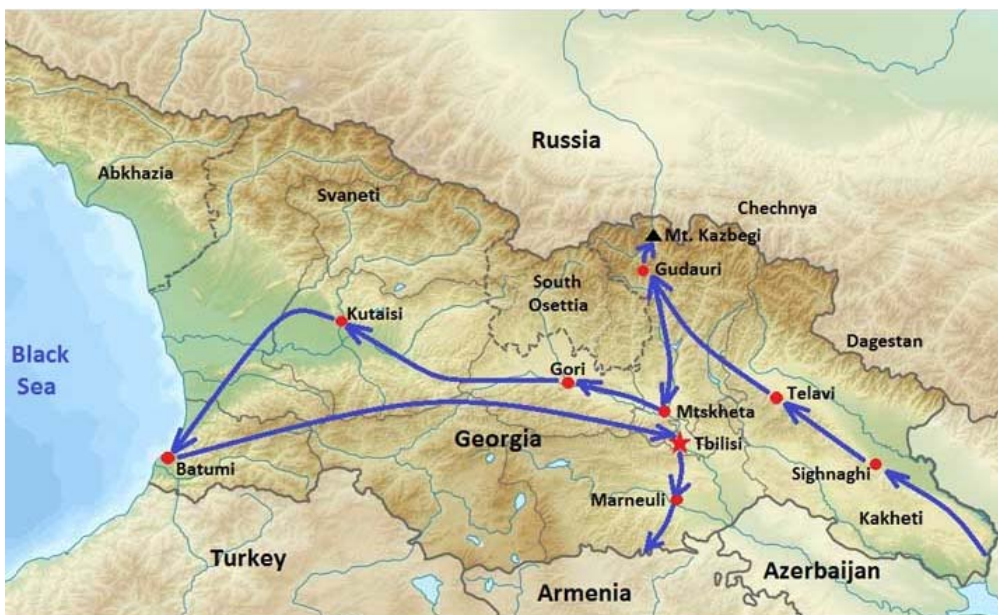 Russia
Abkhazia
Svaneti
Chechnya
Mt. Kazbegi
Gudauri
South
Osettia
Kutaisi
Dagestan
Black
Sea
Gori
Telavi
Mtskheta
Georgia
Tbilisi
Batumi
Sighnaghi
Marneuli
Kakheti
Turkey
Azerbaijan
Armenia